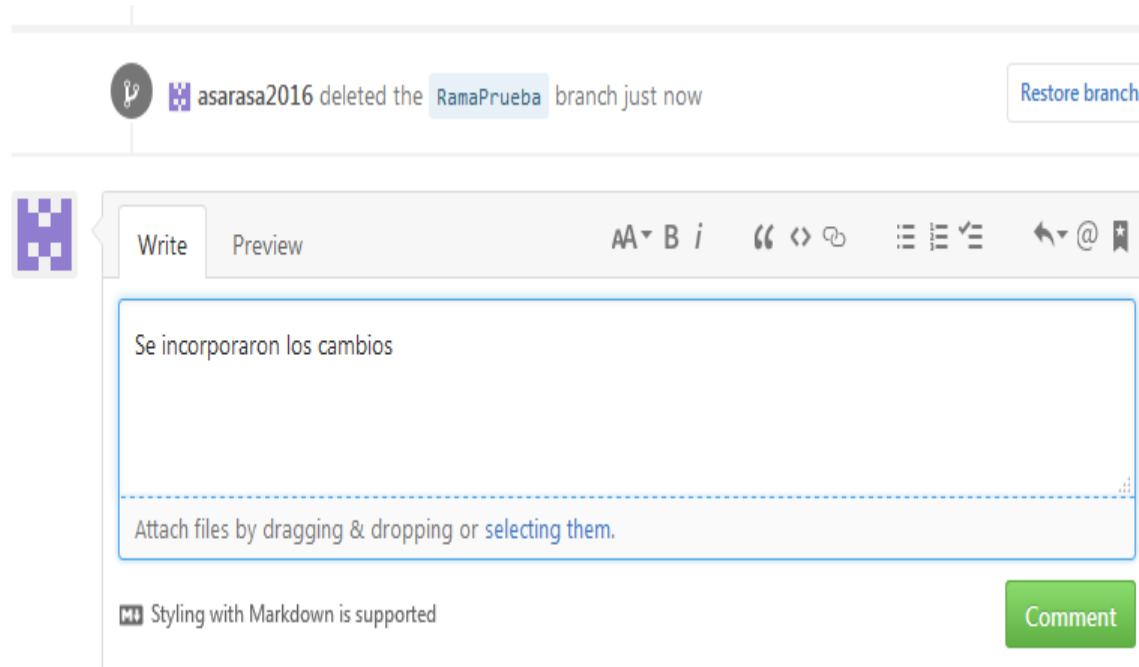 asarasa2016 deleted the RamaPrueba branch just now Restore branch
Write Preview AA B i “ <> @
Se incorporaron los cambios
Attach files by dragging & dropping or selecting them.
M↓ Styling with Markdown is supported Comment